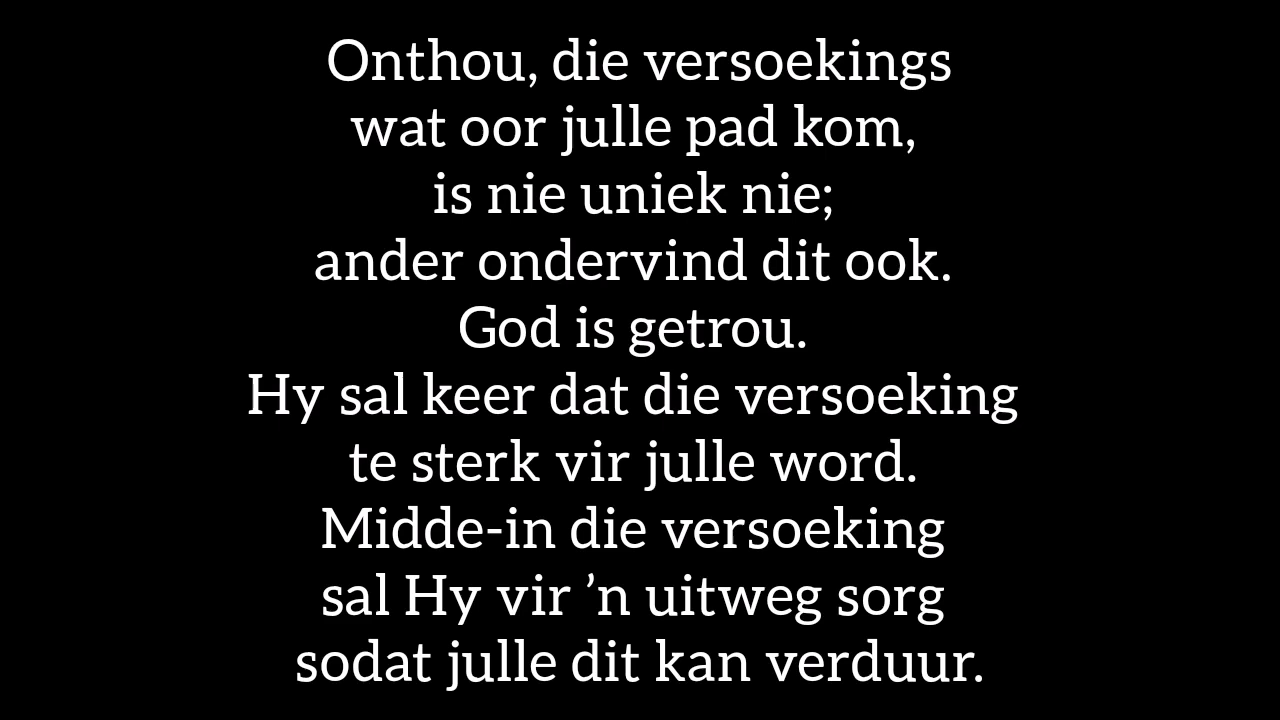 Onthou, die versoekings
wat oor julle pad kom,
is nie uniek nie;
ander ondervind dit ook.
God is getrou.
Hy sal keer dat die versoeking
te sterk vir julle word.
Midde-in die versoeking
sal Hy vir ’n uitweg sorg
sodat julle dit kan verduur.